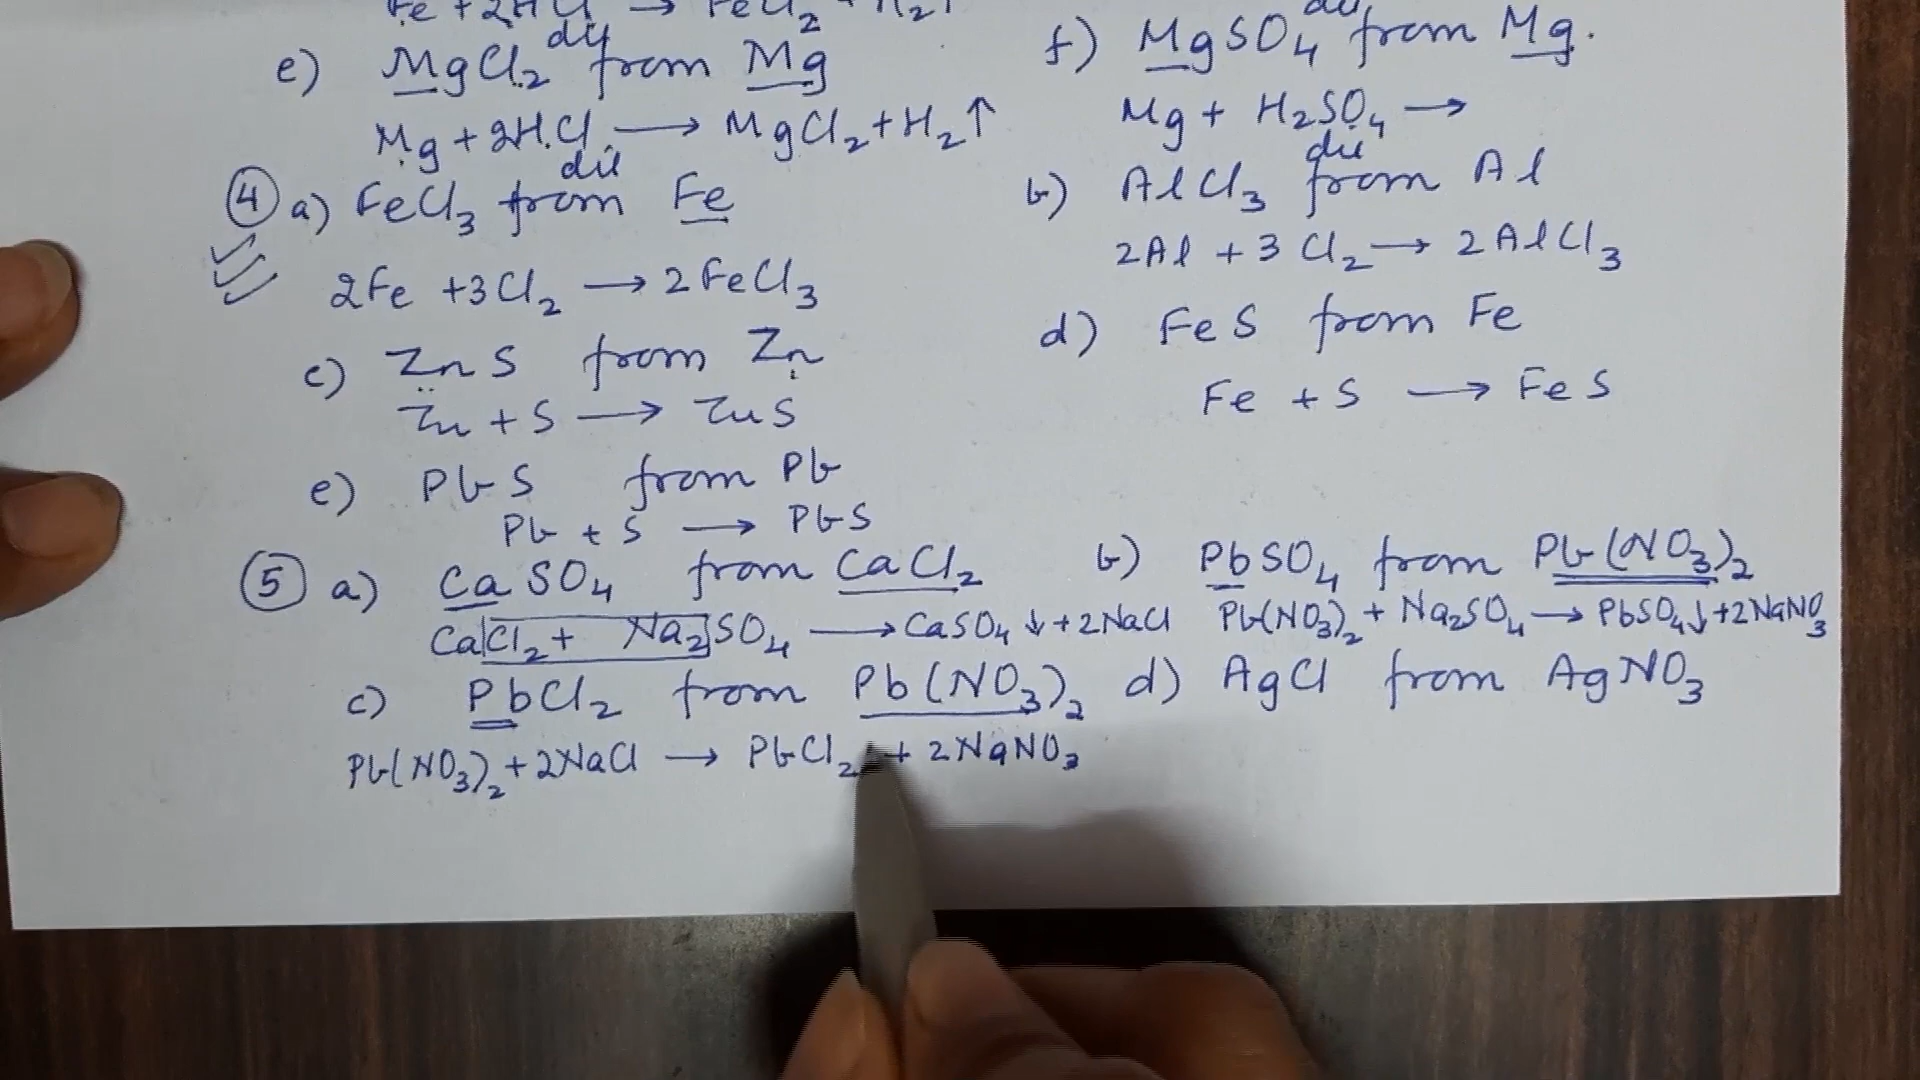 Fe + 2HCl → FeCl₂ + H₂↑
e) MgCl₂ from Mg
dil
Mg + 2HCl → MgCl₂ + H₂↑
dil
④ a) FeCl₃ from Fe
2Fe + 3Cl₂ → 2FeCl₃
c) ZnS from Zn
Zn + S → ZnS
e) PbS from Pb
Pb + S → PbS
f) MgSO₄ from Mg.
Mg + H₂SO₄ →
dil
b) AlCl₃ from Al
2Al + 3Cl₂ → 2AlCl₃
d) FeS from Fe
Fe + S → FeS
⑤ a) CaSO₄ from CaCl₂
CaCl₂ + Na₂SO₄ → CaSO₄↓ + 2NaCl
b) PbSO₄ from Pb(NO₃)₂
Pb(NO₃)₂ + Na₂SO₄ → PbSO₄↓ + 2NaNO₃
c) PbCl₂ from Pb(NO₃)₂
Pb(NO₃)₂ + 2NaCl → PbCl₂ + 2NaNO₃
d) AgCl from AgNO₃